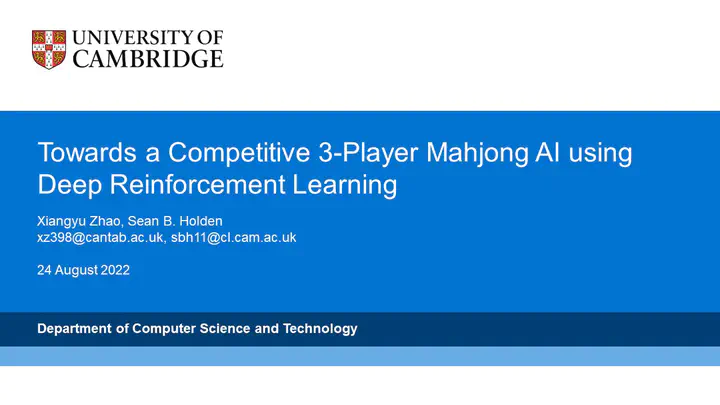 UNIVERSITY OF
CAMBRIDGE
Towards a Competitive 3-Player Mahjong AI using
Deep Reinforcement Learning
Xiangyu Zhao, Sean B. Holden
xz398@cantab.ac.uk, sbh11@cl.cam.ac.uk
24 August 2022
Department of Computer Science and Technology